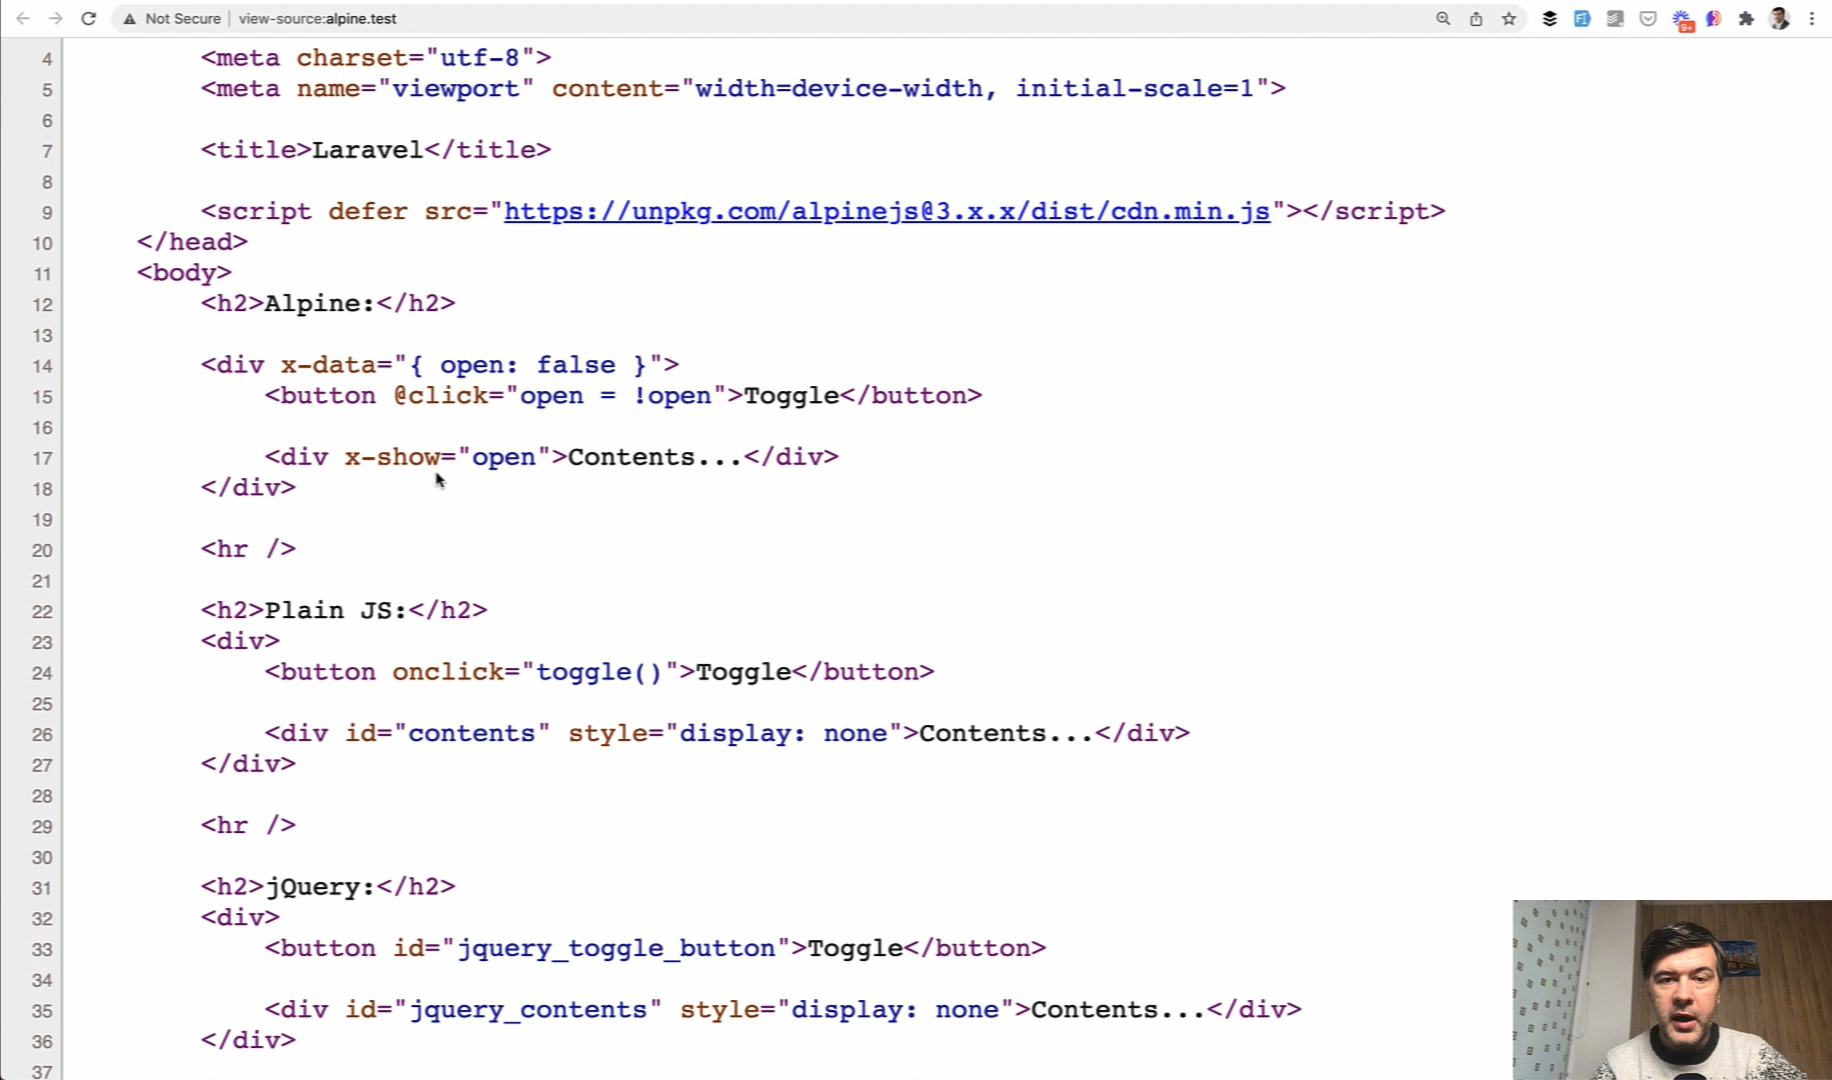 Not Secure | view-source:alpine.test
9+
4 <meta charset="utf-8">
5 <meta name="viewport" content="width=device-width, initial-scale=1">
6
7 <title>Laravel</title>
8
9 <script defer src="https://unpkg.com/alpinejs@3.x.x/dist/cdn.min.js"></script>
10 </head>
11 <body>
12 <h2>Alpine:</h2>
13
14 <div x-data="{ open: false }">
15 <button @click="open = !open">Toggle</button>
16
17 <div x-show="open">Contents...</div>
18 </div>
19
20 <hr />
21
22 <h2>Plain JS:</h2>
23 <div>
24 <button onclick="toggle()">Toggle</button>
25
26 <div id="contents" style="display: none">Contents...</div>
27 </div>
28
29 <hr />
30
31 <h2>jQuery:</h2>
32 <div>
33 <button id="jquery_toggle_button">Toggle</button>
34
35 <div id="jquery_contents" style="display: none">Contents...</div>
36 </div>
37